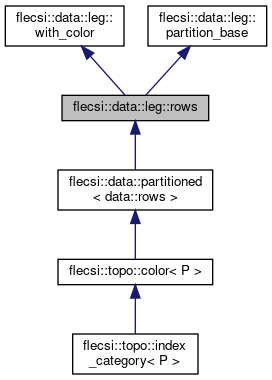 flecsi::data::leg::
with_color
flecsi::data::leg::
partition_base
flecsi::data::leg::rows
flecsi::data::partitioned
< data::rows >
flecsi::topo::color< P >
flecsi::topo::index
_category< P >